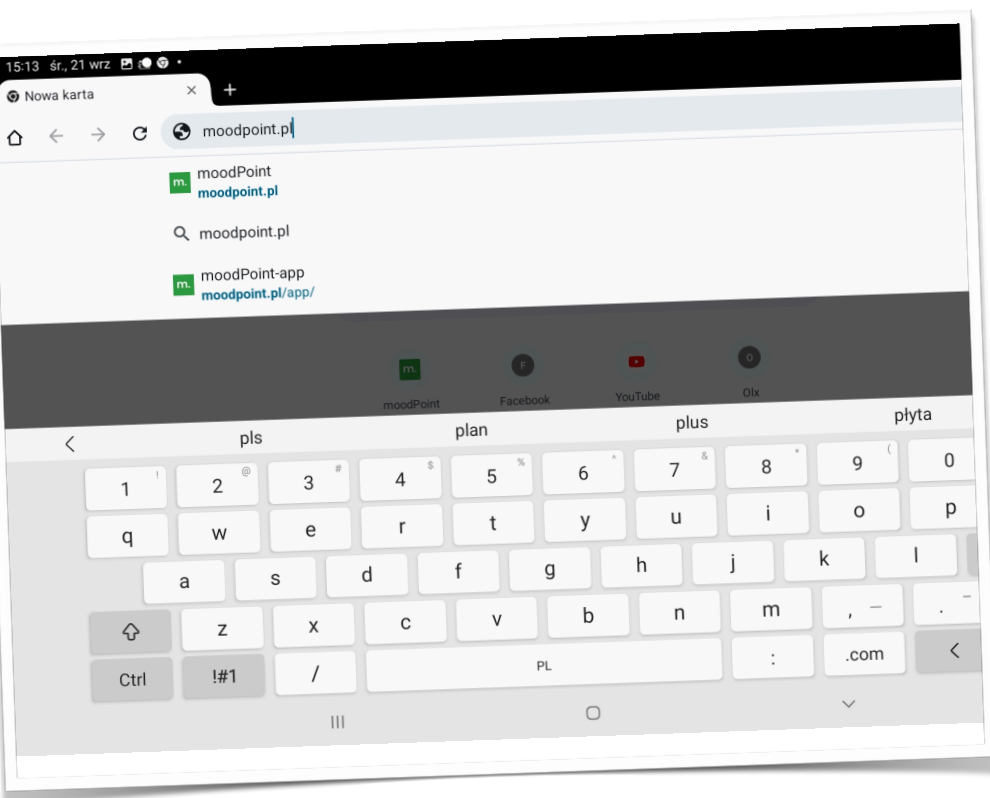 15:13 śr., 21 wrz
Nowa karta
moodpoint.pl
m. moodPoint
moodpoint.pl
moodpoint.pl
m. moodPoint-app
moodpoint.pl/app/
m. F O
moodPoint Facebook YouTube Olx
pls plan plus płyta
1 ! 2 @ 3 # 4 $ 5 % 6 ^ 7 & 8 * 9 ( 0
q w e r t y u i o p
a s d f g h j k l
z x c v b n m , – . –
Ctrl !#1 / PL : .com